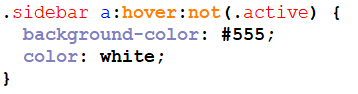 .sidebar a:hover:not(.active) {
  background-color: #555;
  color: white;
}